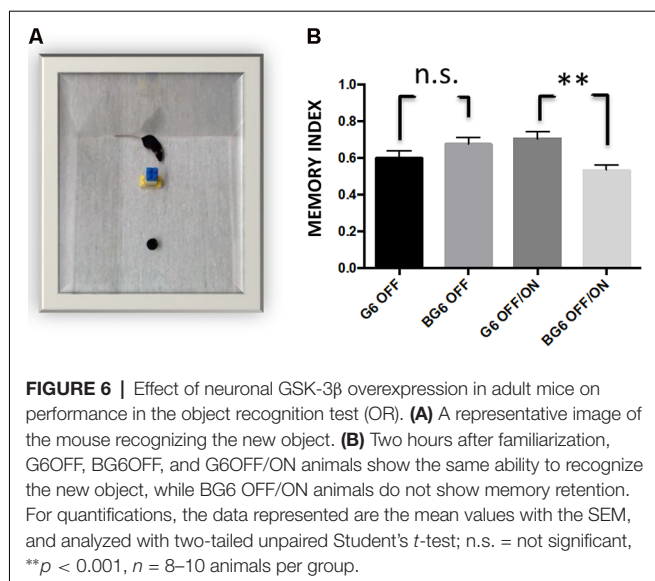 A
B
n.s.
**
MEMORY INDEX
1.0
0.8
0.6
0.4
0.2
0.0
G6 OFF
BG6 OFF
G6 OFF/ON
BG6 OFF/ON
FIGURE 6 | Effect of neuronal GSK-3β overexpression in adult mice on
performance in the object recognition test (OR). (A) A representative image of
the mouse recognizing the new object. (B) Two hours after familiarization,
G6OFF, BG6OFF, and G6OFF/ON animals show the same ability to recognize
the new object, while BG6 OFF/ON animals do not show memory retention.
For quantifications, the data represented are the mean values with the SEM,
and analyzed with two-tailed unpaired Student’s t-test; n.s. = not significant,
**p < 0.001, n = 8–10 animals per group.